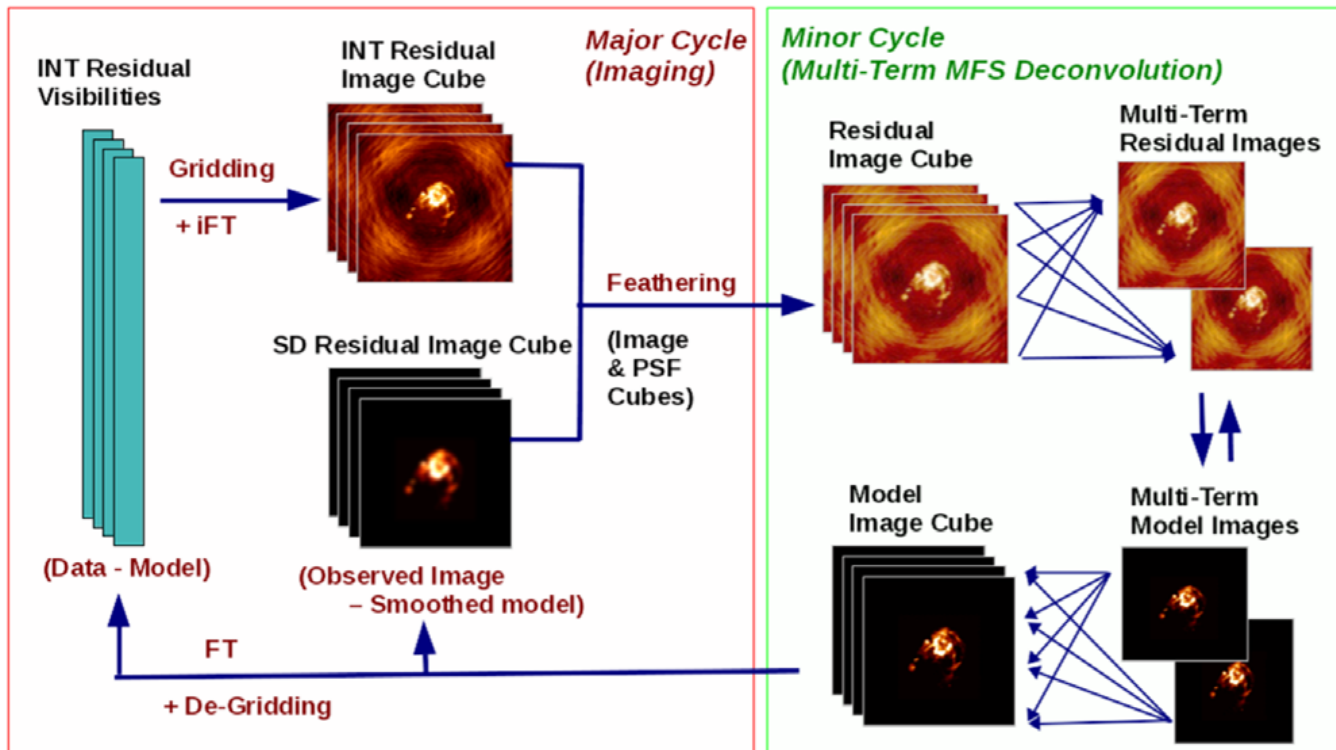 INT Residual
Visibilities
INT Residual
Image Cube
Major Cycle
(Imaging)
Gridding
+ iFT
SD Residual Image Cube
Feathering
(Image
& PSF
Cubes)
(Data - Model)
(Observed Image
– Smoothed model)
FT
+ De-Gridding
Minor Cycle
(Multi-Term MFS Deconvolution)
Residual
Image Cube
Multi-Term
Residual Images
Model
Image Cube
Multi-Term
Model Images